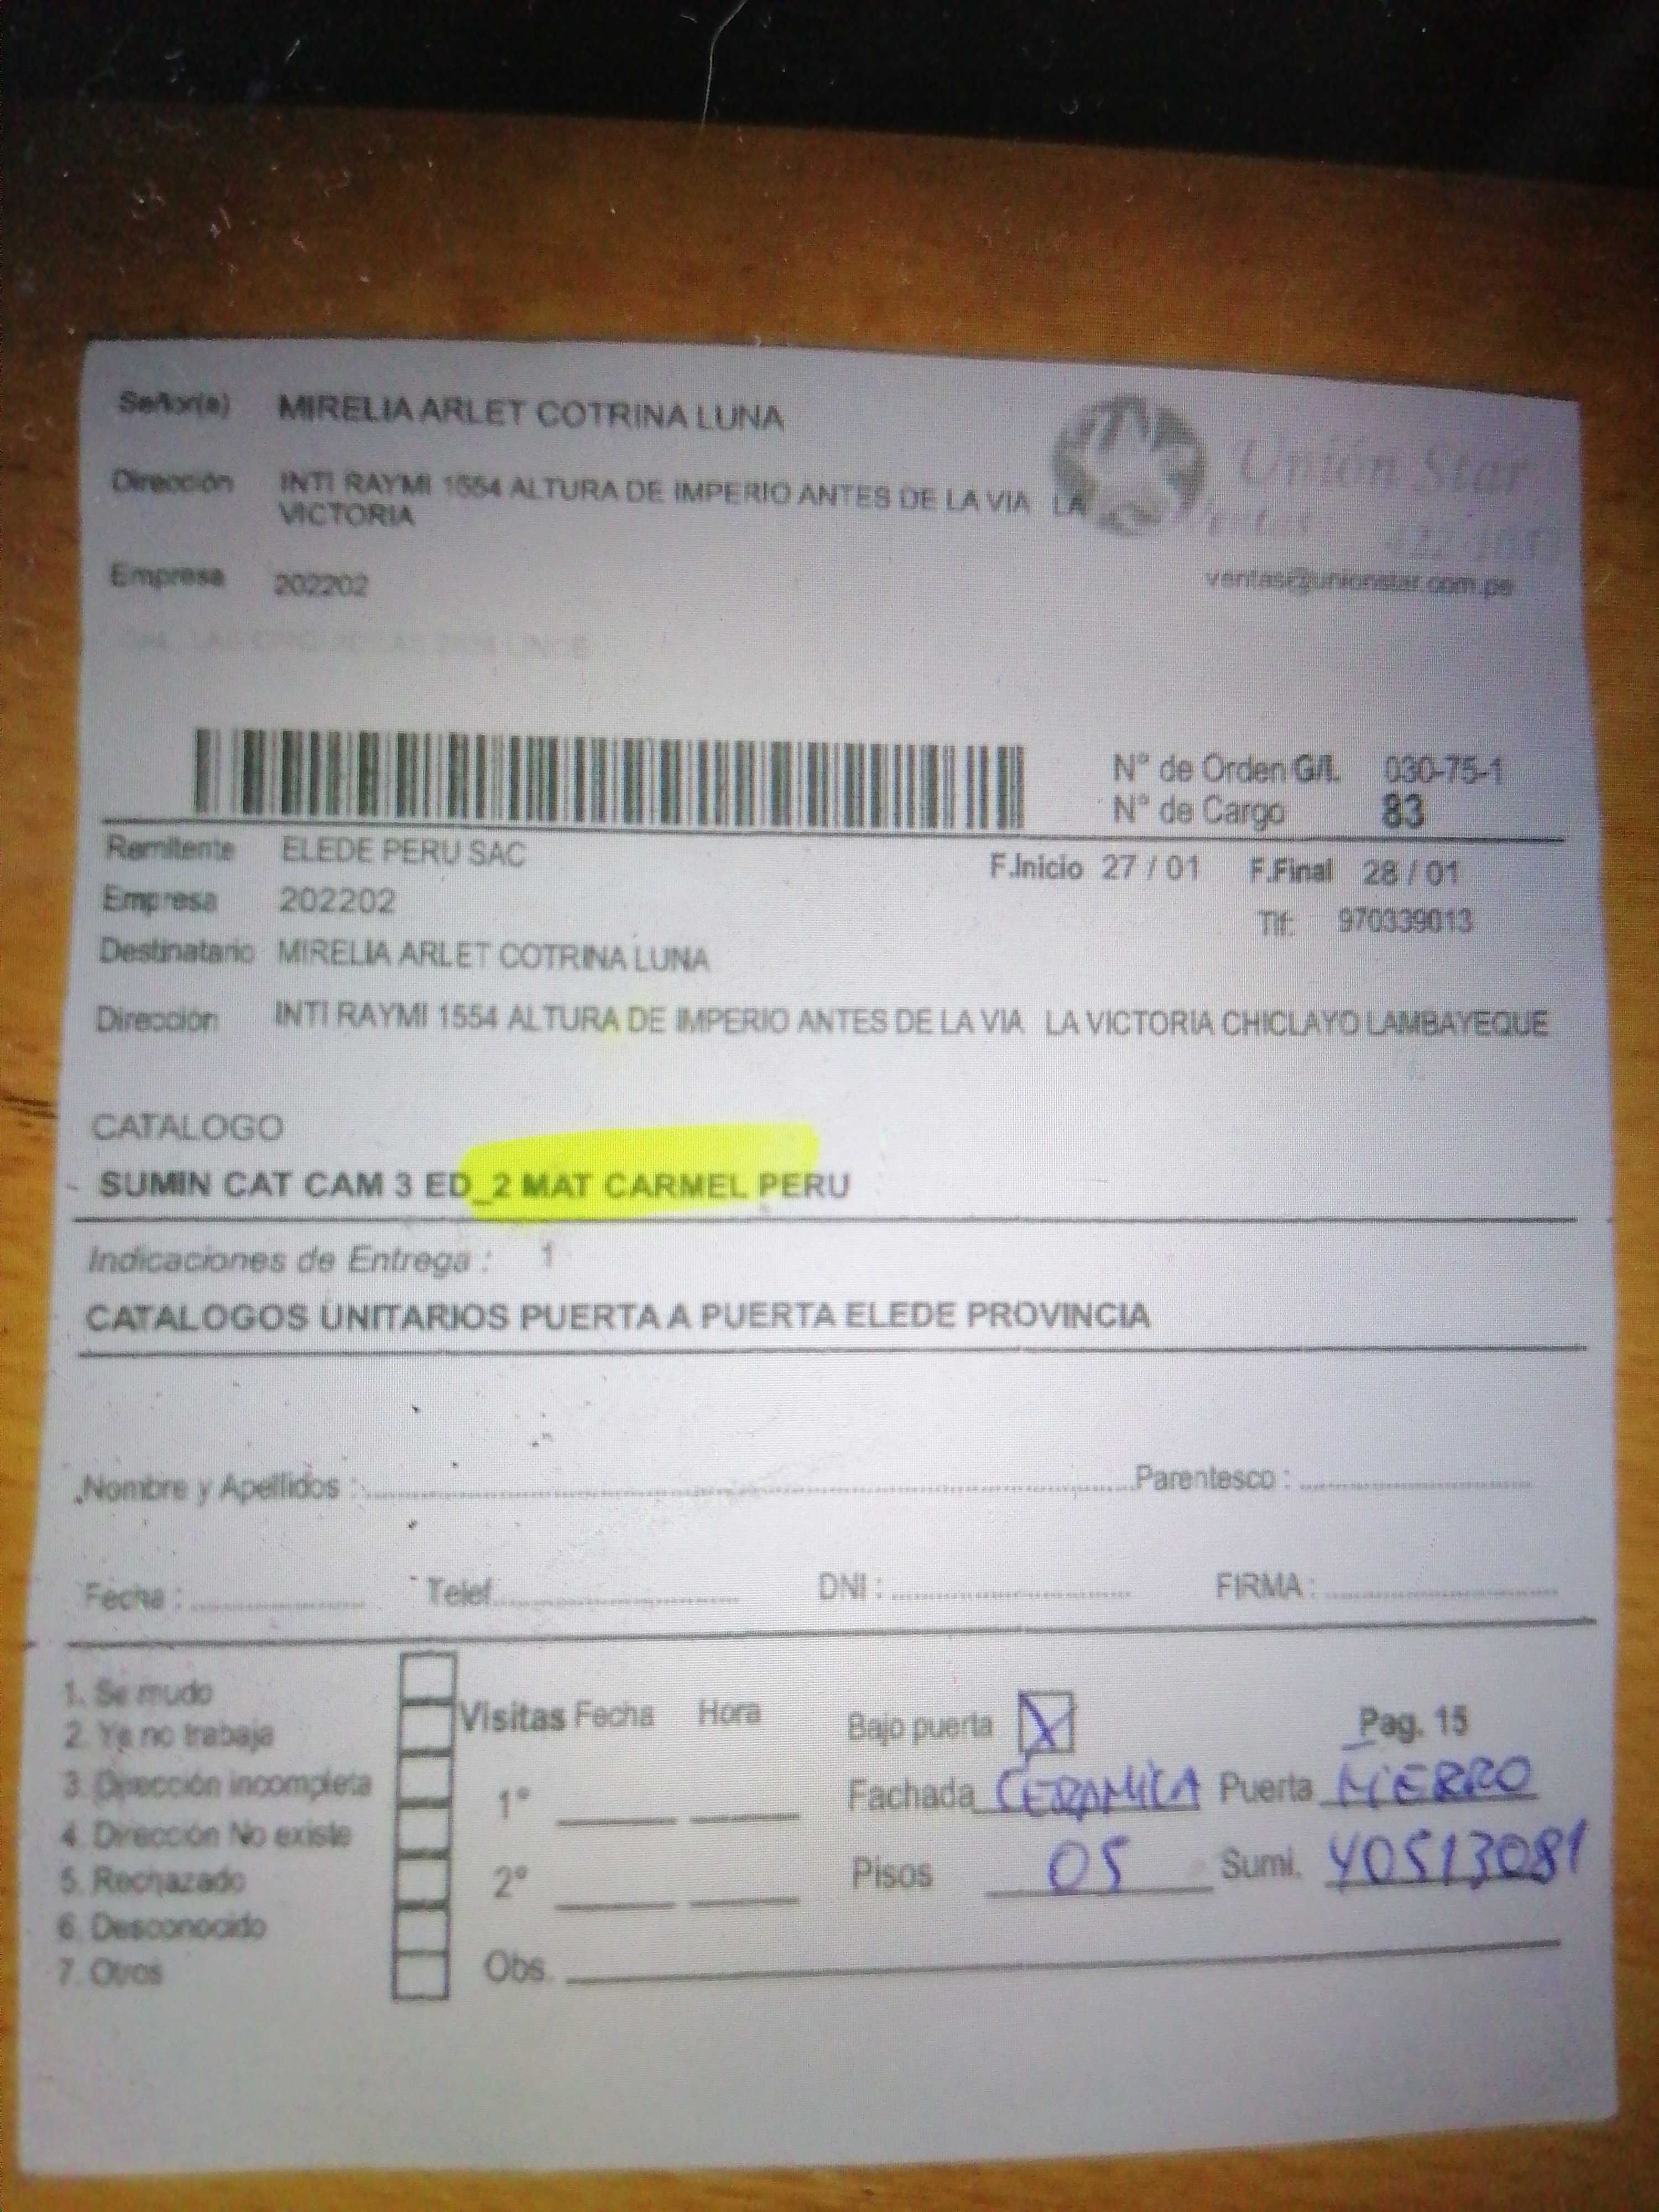 Señor(a) MIRELIA ARLET COTRINA LUNA
Unión Star
Dirección INTI RAYMI 1554 ALTURA DE IMPERIO ANTES DE LA VIA LA
VICTORIA
Empresa 202202
ventas@unionstar.com.pe
N° de Orden G/L 030-75-1
N° de Cargo 83
Remitente ELEDE PERU SAC
F.Inicio 27 / 01 F.Final 28 / 01
Empresa 202202
Tlf: 970339013
Destinatario MIRELIA ARLET COTRINA LUNA
Dirección INTI RAYMI 1554 ALTURA DE IMPERIO ANTES DE LA VIA LA VICTORIA CHICLAYO LAMBAYEQUE
CATALOGO
- SUMIN CAT CAM 3 ED_2 MAT CARMEL PERU
Indicaciones de Entrega : 1
CATALOGOS UNITARIOS PUERTA A PUERTA ELEDE PROVINCIA
Nombre y Apellidos : Parentesco :
Fecha : Telef. DNI : FIRMA :
1. Se mudo
2. Ya no trabaja
3. Dirección incompleta
4. Dirección No existe
5. Rechazado
6. Desconocido
7. Otros
Visitas Fecha Hora
1°
2°
Obs.
Bajo puerta X Pag. 15
Fachada CERAMICA Puerta HIERRO
Pisos 05 Sumi. 40513081